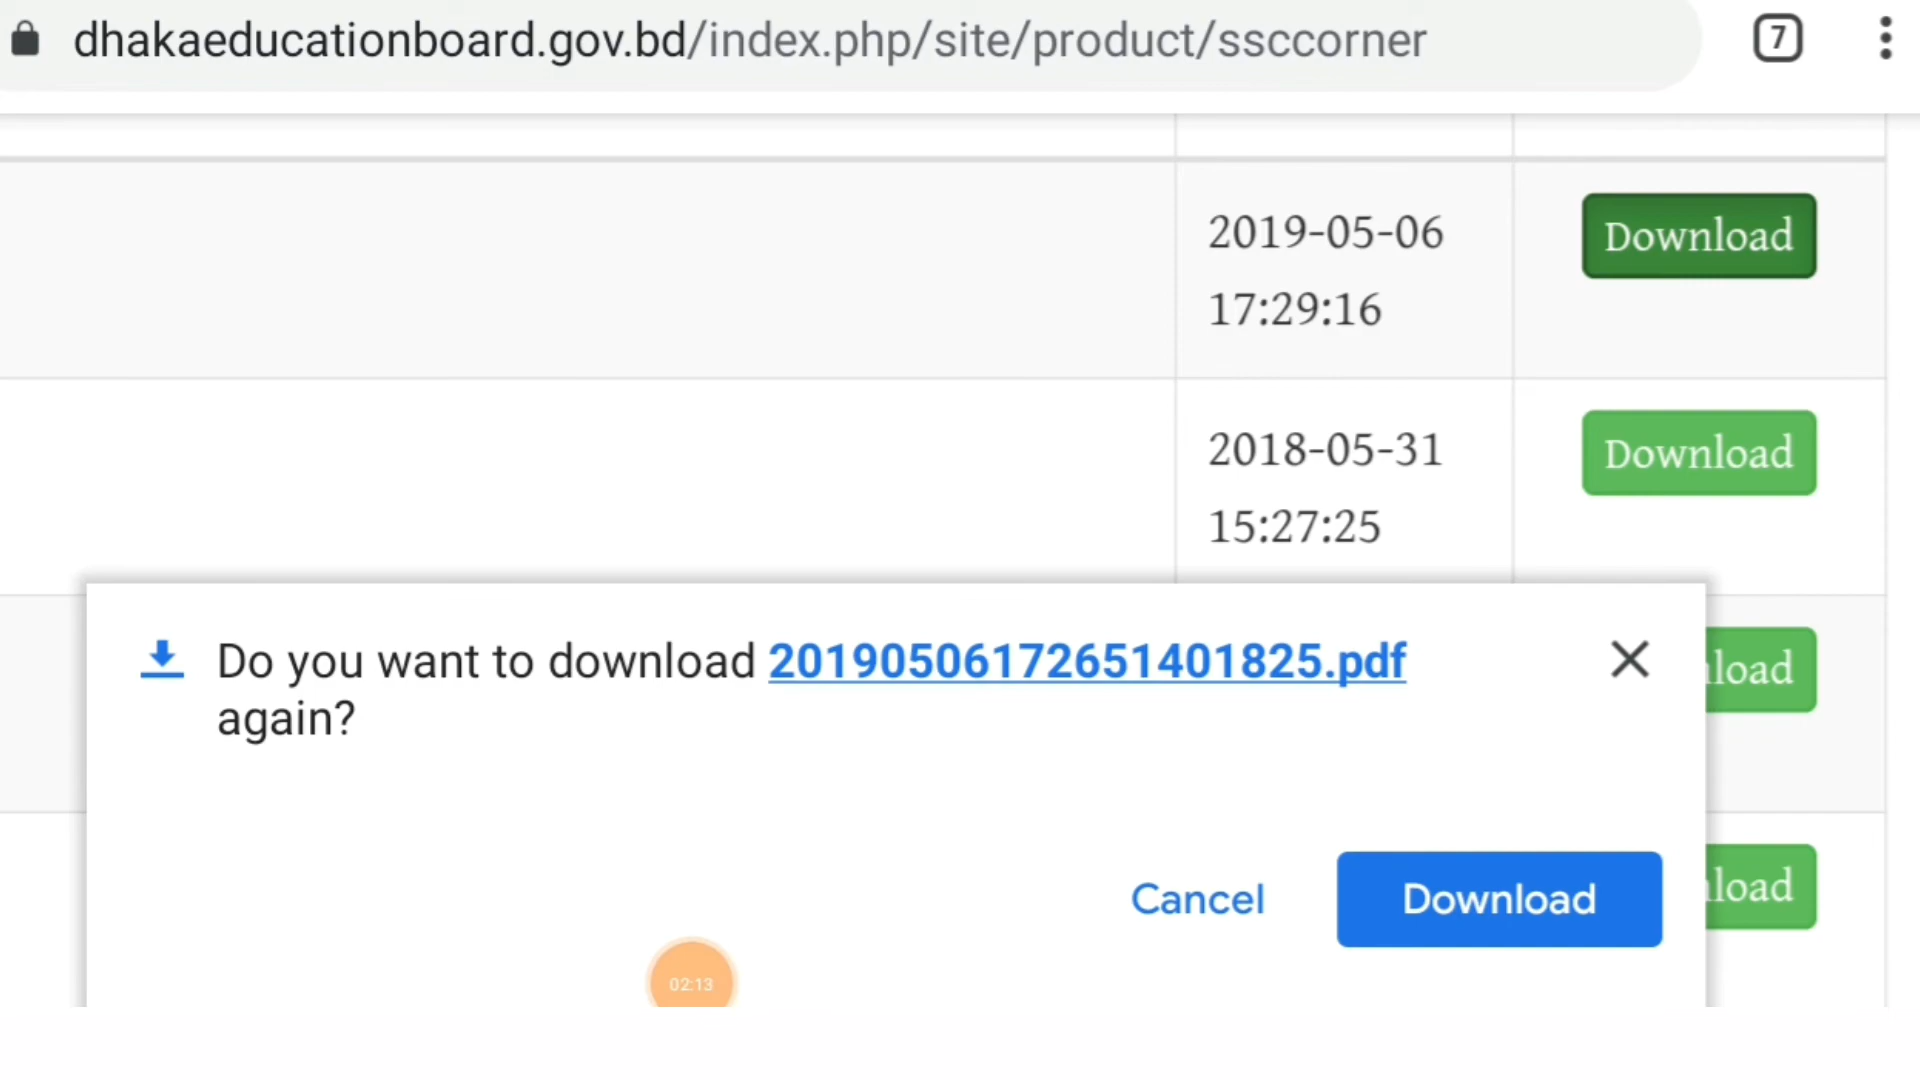 dhakaeducationboard.gov.bd/index.php/site/product/ssccorner
7
2019-05-06
17:29:16
Download
2018-05-31
15:27:25
Download
Do you want to download 20190506172651401825.pdf
again?
load
Cancel
Download
load
02:13